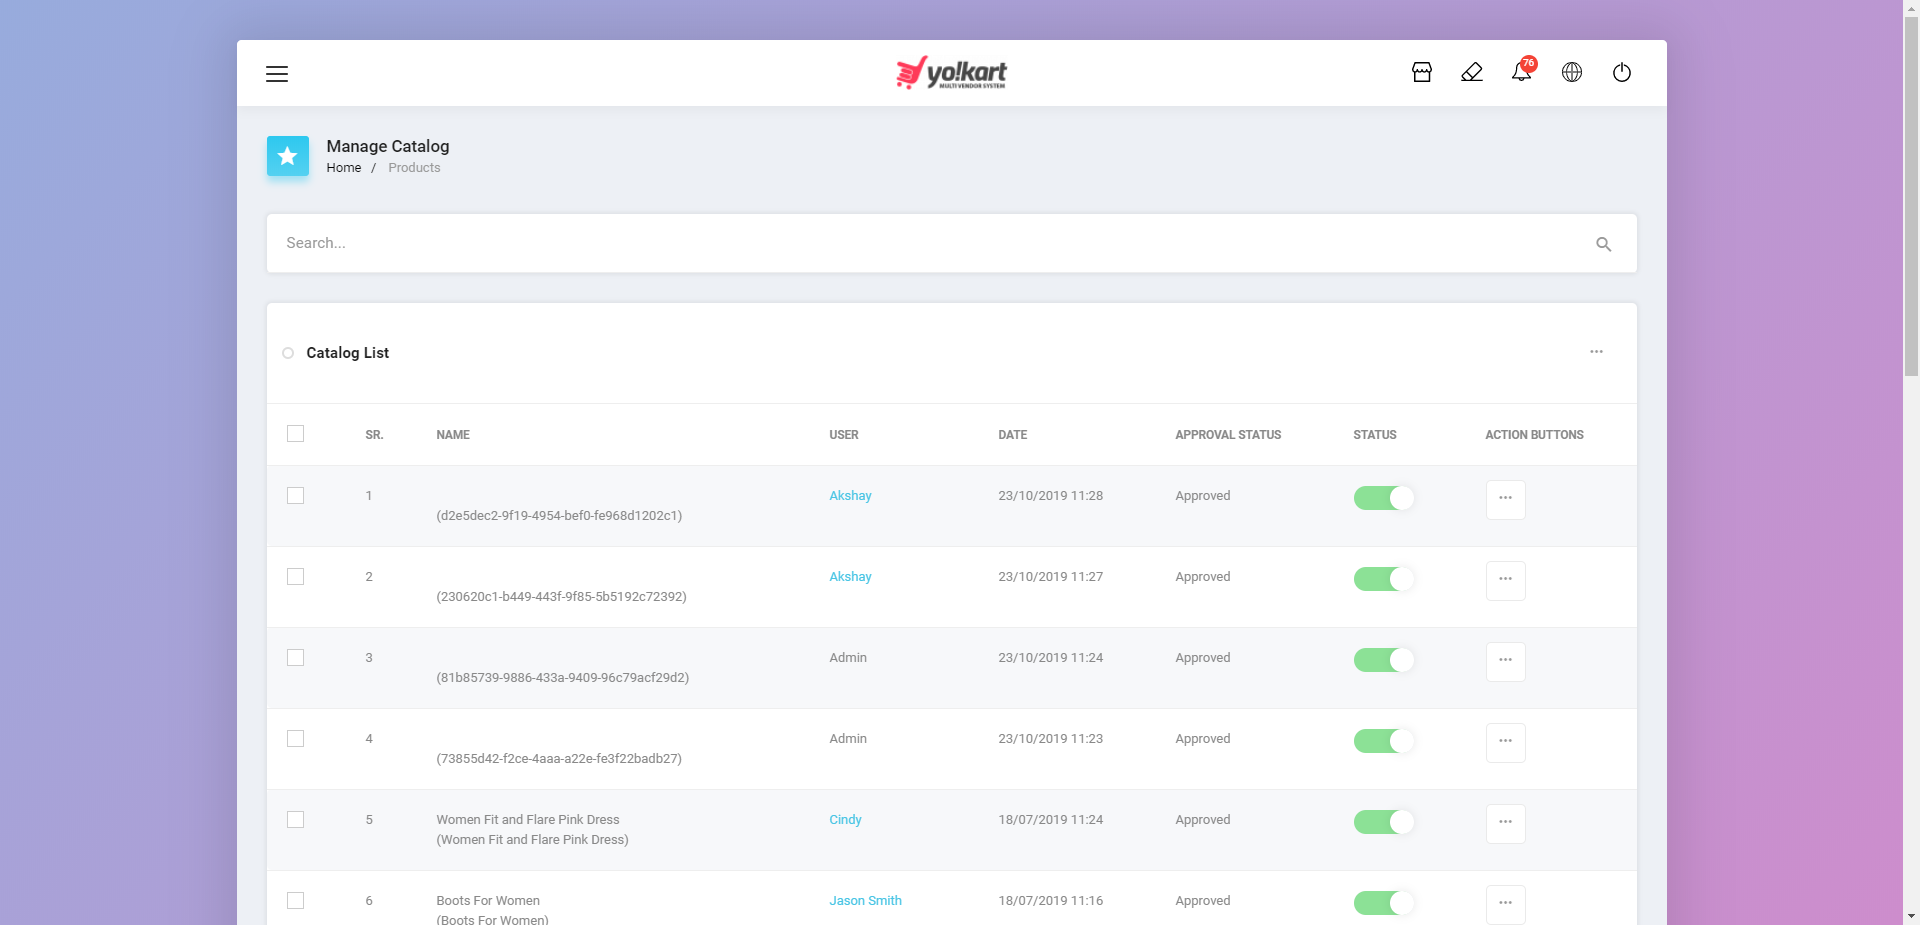 yo!kart
MULTI VENDOR SYSTEM
76
Manage Catalog
Home / Products
Search...
Catalog List
SR. NAME USER DATE APPROVAL STATUS STATUS ACTION BUTTONS
1 Akshay 23/10/2019 11:28 Approved
(d2e5dec2-9f19-4954-bef0-fe968d1202c1)
2 Akshay 23/10/2019 11:27 Approved
(230620c1-b449-443f-9f85-5b5192c72392)
3 Admin 23/10/2019 11:24 Approved
(81b85739-9886-433a-9409-96c79acf29d2)
4 Admin 23/10/2019 11:23 Approved
(73855d42-f2ce-4aaa-a22e-fe3f22badb27)
5 Women Fit and Flare Pink Dress Cindy 18/07/2019 11:24 Approved
(Women Fit and Flare Pink Dress)
6 Boots For Women Jason Smith 18/07/2019 11:16 Approved
(Boots For Women)